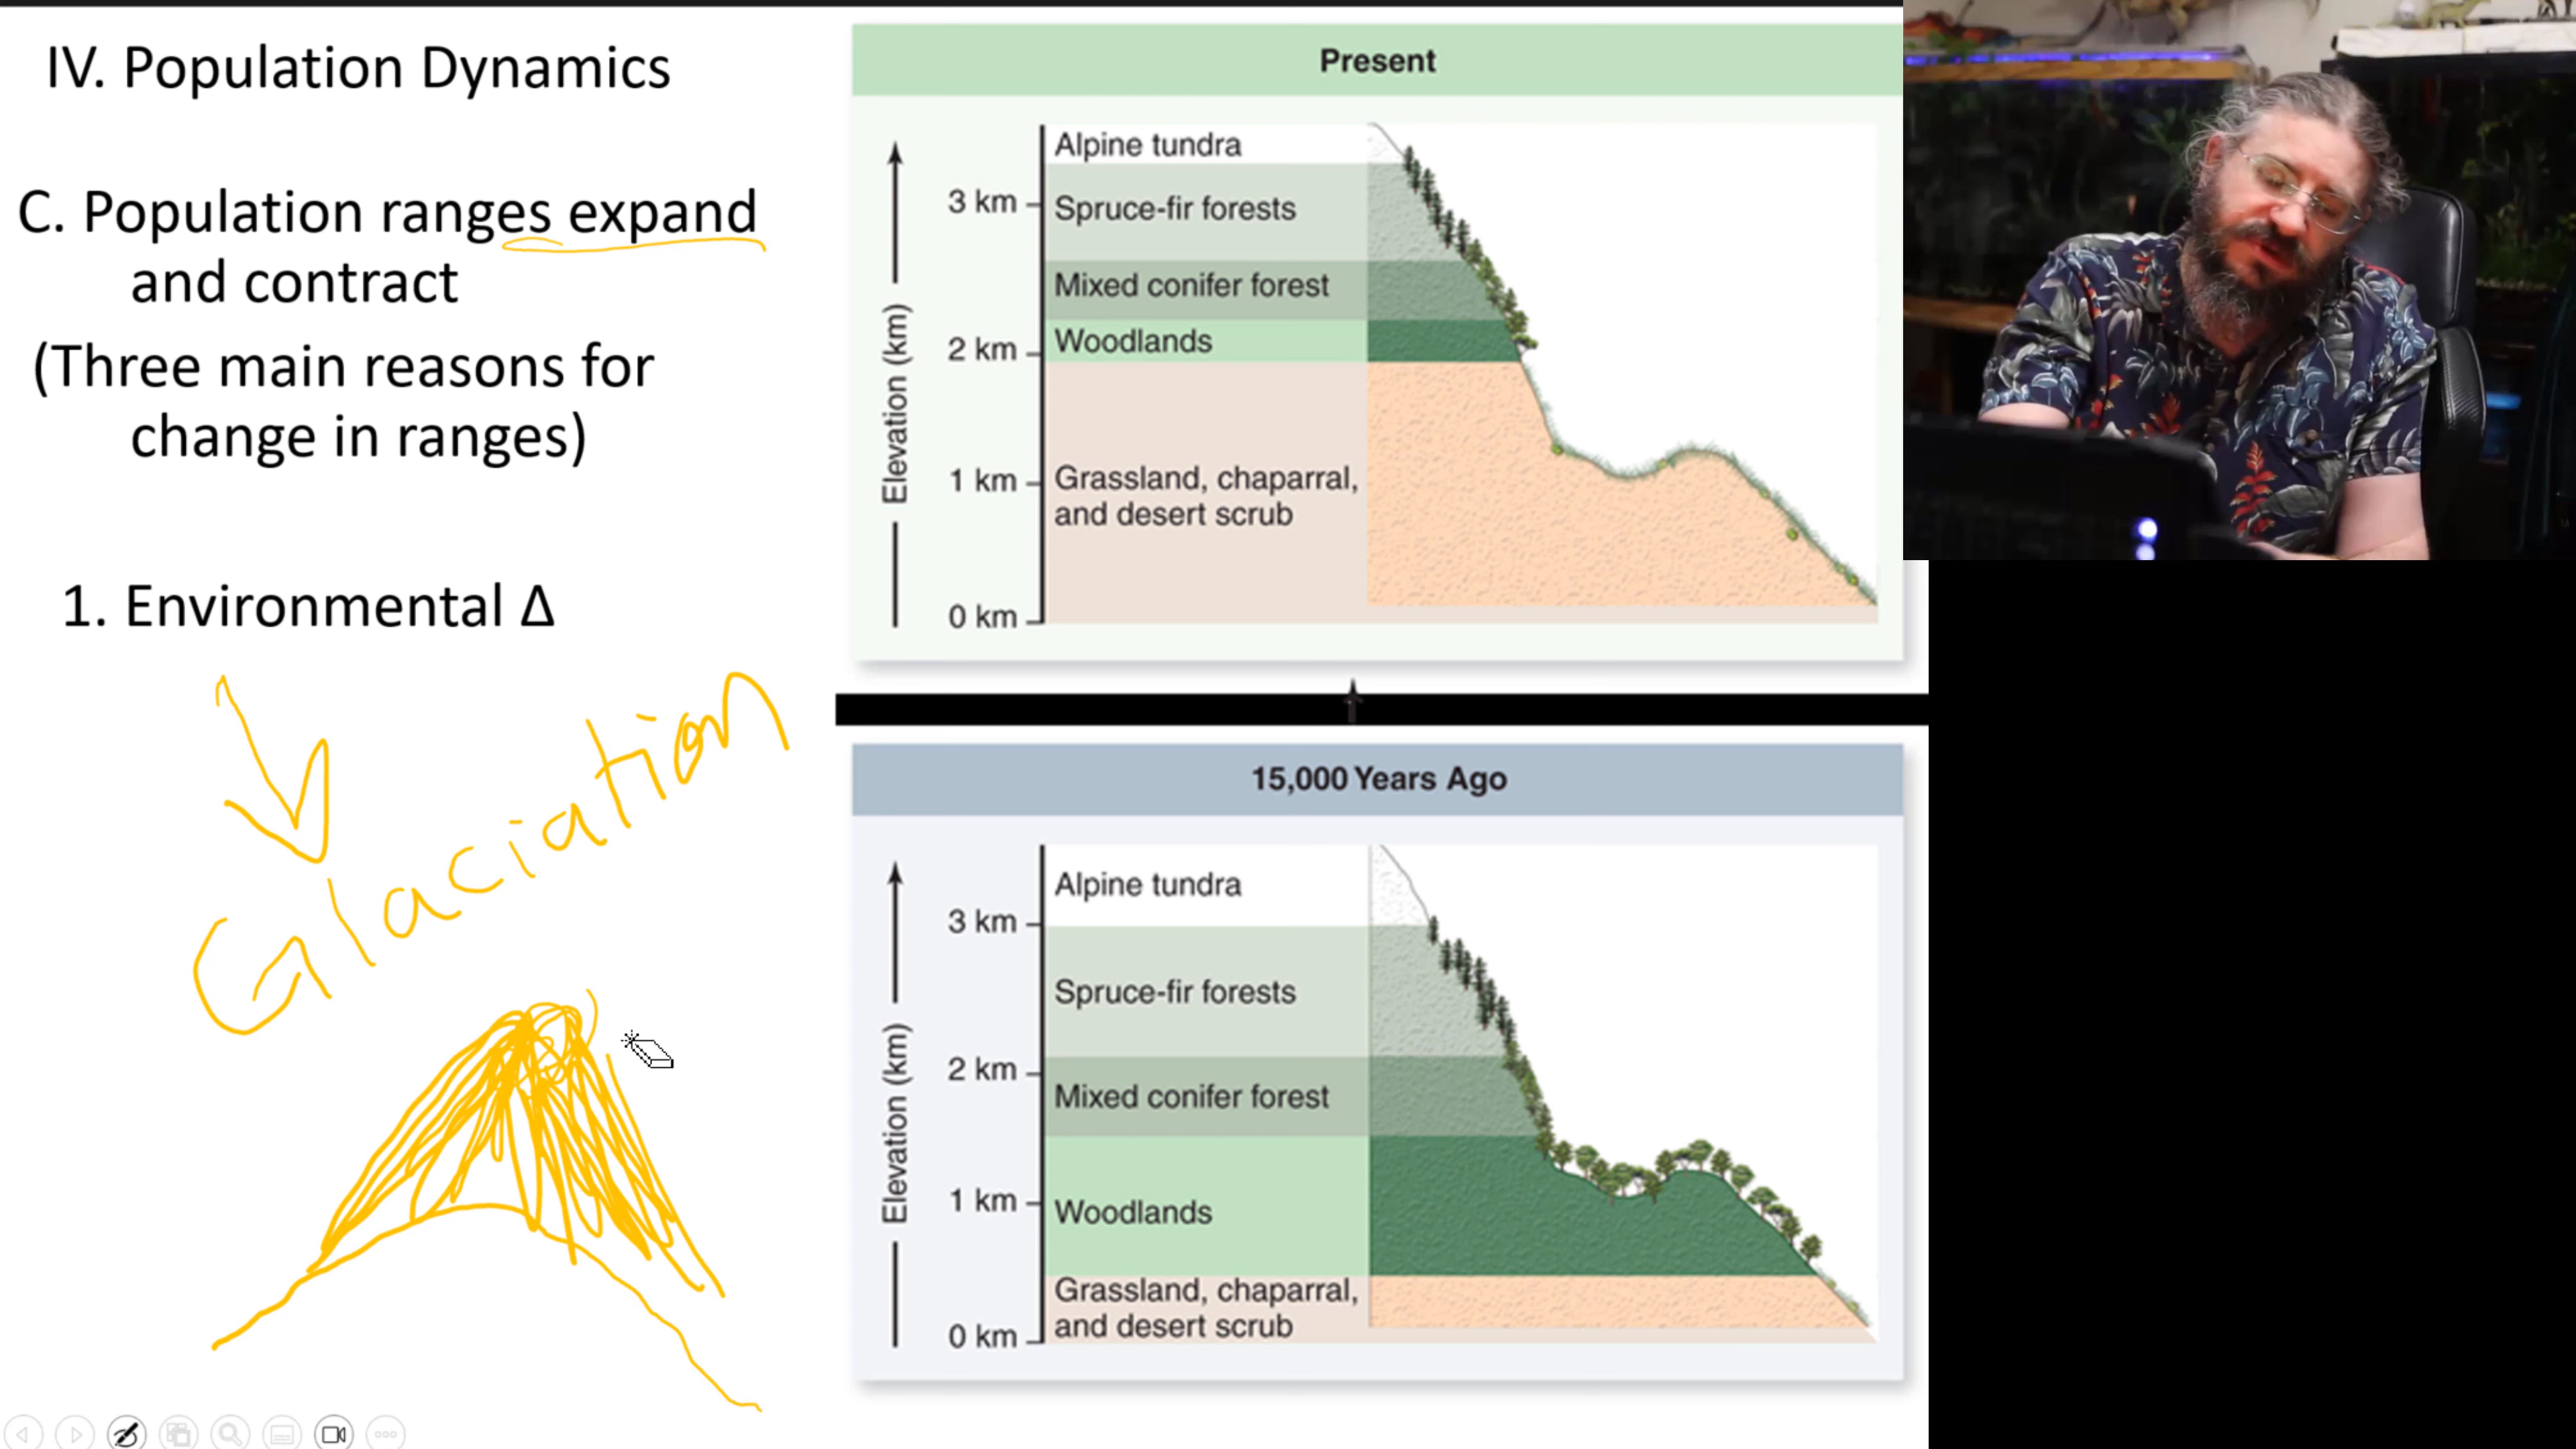 IV. Population Dynamics
C. Population ranges expand
and contract
(Three main reasons for
change in ranges)
1. Environmental Δ
Glaciation
Present
Elevation (km)
3 km
2 km
1 km
0 km
Alpine tundra
Spruce-fir forests
Mixed conifer forest
Woodlands
Grassland, chaparral,
and desert scrub
15,000 Years Ago
Elevation (km)
3 km
2 km
1 km
0 km
Alpine tundra
Spruce-fir forests
Mixed conifer forest
Woodlands
Grassland, chaparral,
and desert scrub